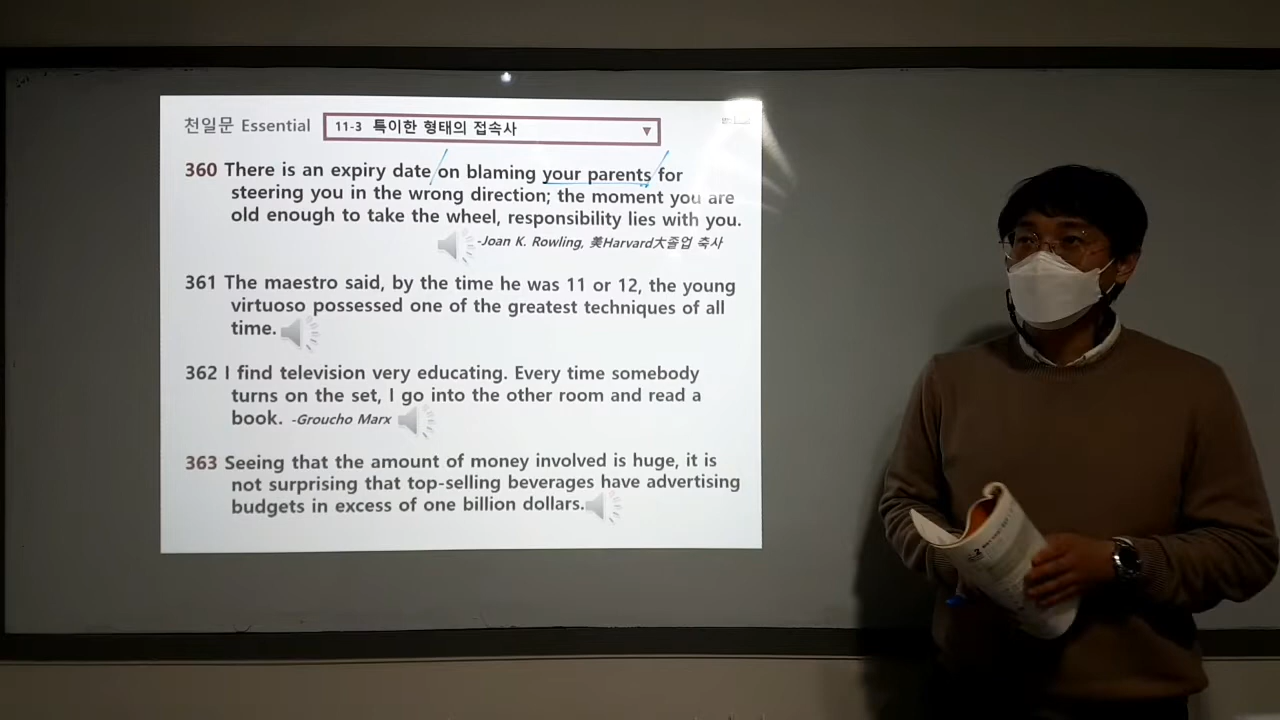 천일문 Essential 11-3 특이한 형태의 접속사 ▼
360 There is an expiry date on blaming your parents for
steering you in the wrong direction; the moment you are
old enough to take the wheel, responsibility lies with you.
-Joan K. Rowling, 美Harvard大졸업 축사
361 The maestro said, by the time he was 11 or 12, the young
virtuoso possessed one of the greatest techniques of all
time.
362 I find television very educating. Every time somebody
turns on the set, I go into the other room and read a
book. -Groucho Marx
363 Seeing that the amount of money involved is huge, it is
not surprising that top-selling beverages have advertising
budgets in excess of one billion dollars.